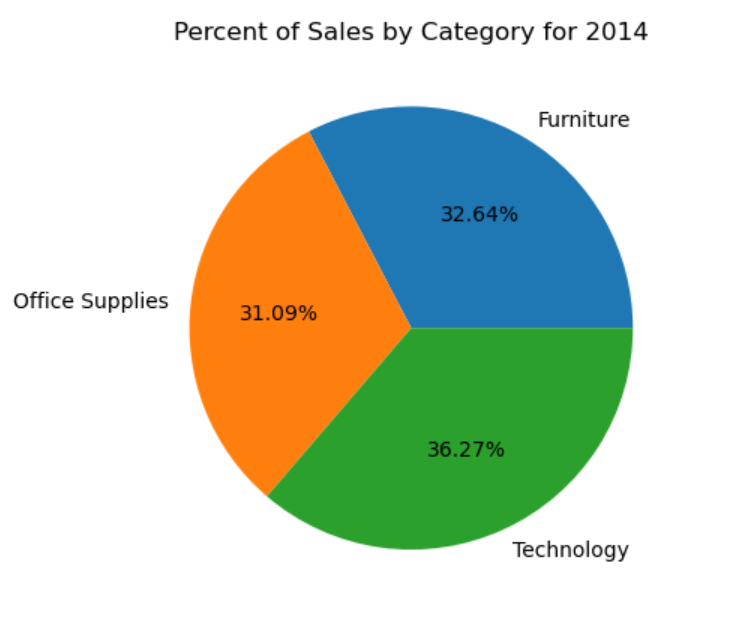 Percent of Sales by Category for 2014
Furniture
32.64%
Office Supplies
31.09%
36.27%
Technology